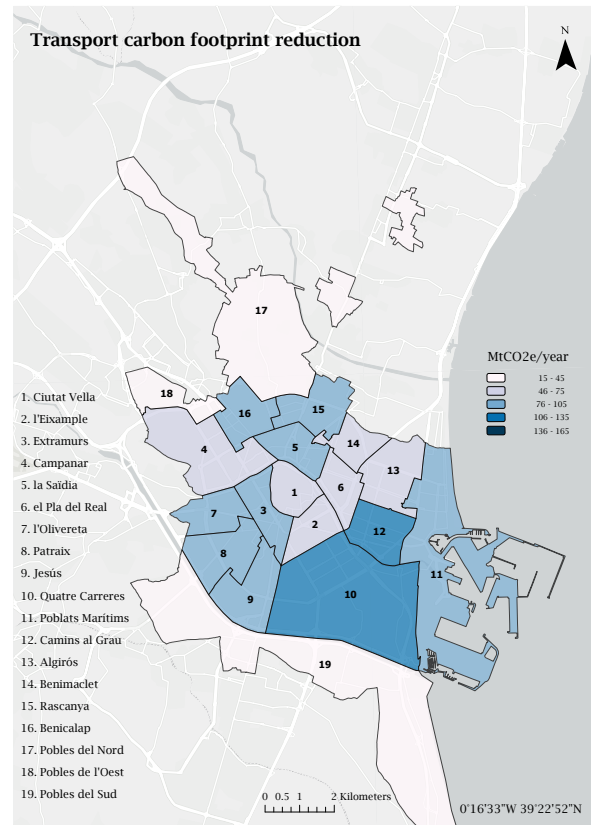 Transport carbon footprint reduction
N
17
18
16
15
4
5
14
13
1
6
7
3
2
12
8
11
9
10
19
MtCO2e/year
15 - 45
46 - 75
76 - 105
106 - 135
136 - 165
1. Ciutat Vella
2. l'Eixample
3. Extramurs
4. Campanar
5. la Saïdia
6. el Pla del Real
7. l'Olivereta
8. Patraix
9. Jesús
10. Quatre Carreres
11. Poblats Marítims
12. Camins al Grau
13. Algirós
14. Benimaclet
15. Rascanya
16. Benicalap
17. Pobles del Nord
18. Pobles de l'Oest
19. Pobles del Sud
0 0.5 1 2 Kilometers
0'16'33"W 39'22'52"N